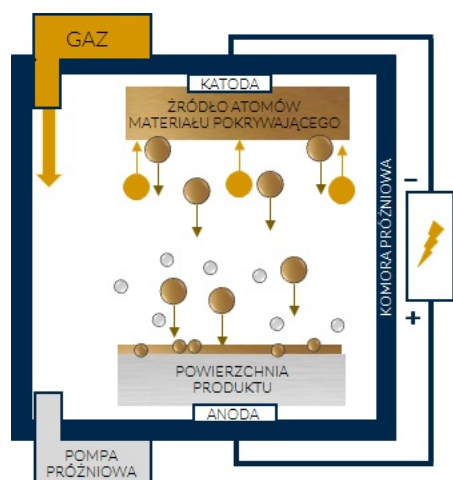 GAZ
KATODA
ŹRÓDŁO ATOMÓW
MATERIAŁU POKRYWAJĄCEGO
KOMORA PRÓŻNIOWA
–
+
POWIERZCHNIA
PRODUKTU
ANODA
POMPA
PRÓŻNIOWA